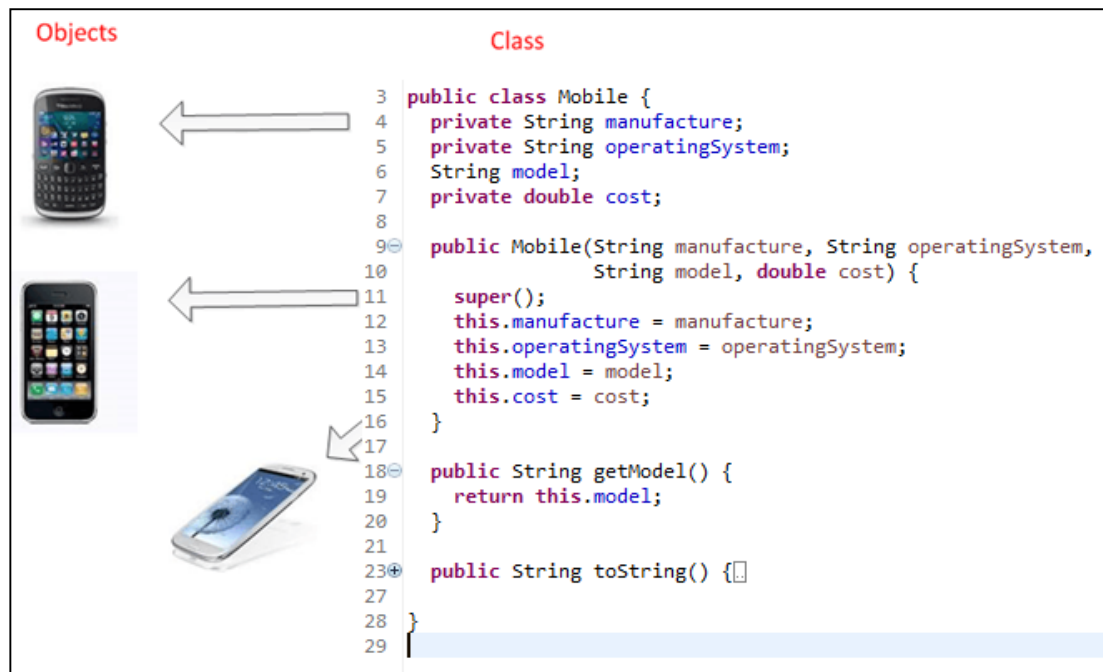 Objects
Class
3 public class Mobile {
4 private String manufacture;
5 private String operatingSystem;
6 String model;
7 private double cost;
8
9 public Mobile(String manufacture, String operatingSystem,
10 String model, double cost) {
11 super();
12 this.manufacture = manufacture;
13 this.operatingSystem = operatingSystem;
14 this.model = model;
15 this.cost = cost;
16 }
17
18 public String getModel() {
19 return this.model;
20 }
21
23 public String toString() {..
27
28 }
29